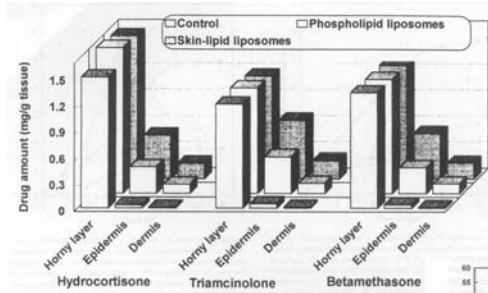 Control
Phospholipid liposomes
Skin-lipid liposomes
Drug amount (mg/g tissue)
1.5
1.2
0.9
0.6
0.3
0
Horny layer
Epidermis
Dermis
Horny layer
Epidermis
Dermis
Horny layer
Epidermis
Dermis
Hydrocortisone
Triamcinolone
Betamethasone
60
55